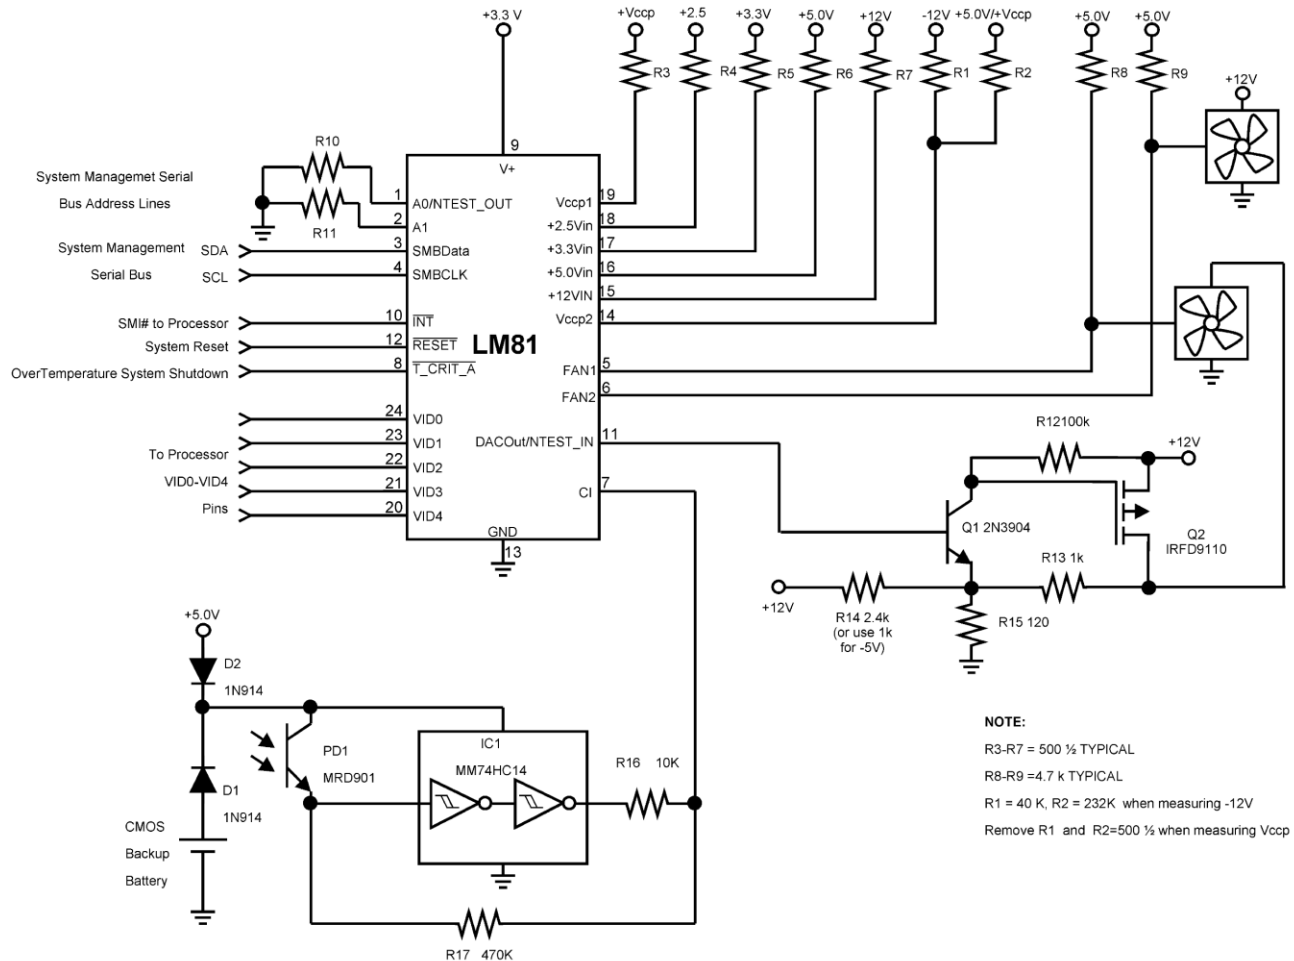 +3.3 V
+Vccp
+2.5
+3.3V
+5.0V
+12V
-12V
+5.0V/+Vccp
+5.0V
+5.0V
R3
R4
R5
R6
R7
R1
R2
R8
R9
+12V
R10
9
V+
System Managemet Serial
Bus Address Lines
R11
1
A0/NTEST_OUT
2
A1
System Management
Serial Bus
SDA
3
SMBData
SCL
4
SMBCLK
SMI# to Processor
10
INT
System Reset
12
RESET
OverTemperature System Shutdown
8
T_CRIT_A
LM81
24
VID0
23
VID1
To Processor
22
VID2
VID0-VID4
21
VID3
Pins
20
VID4
GND
13
Vccp1
19
+2.5Vin
18
+3.3Vin
17
+5.0Vin
16
+12VIN
15
Vccp2
14
FAN1
5
FAN2
6
DACOut/NTEST_IN
11
CI
7
R12100k
+12V
Q1 2N3904
Q2
IRFD9110
R13 1k
+12V
R14 2.4k
(or use 1k
for -5V)
R15 120
+5.0V
D2
1N914
PD1
MRD901
IC1
MM74HC14
R16 10K
D1
1N914
CMOS
Backup
Battery
R17 470K
NOTE:
R3-R7 = 500 ½ TYPICAL
R8-R9 =4.7 k TYPICAL
R1 = 40 K, R2 = 232K when measuring -12V
Remove R1 and R2=500 ½ when measuring Vccp